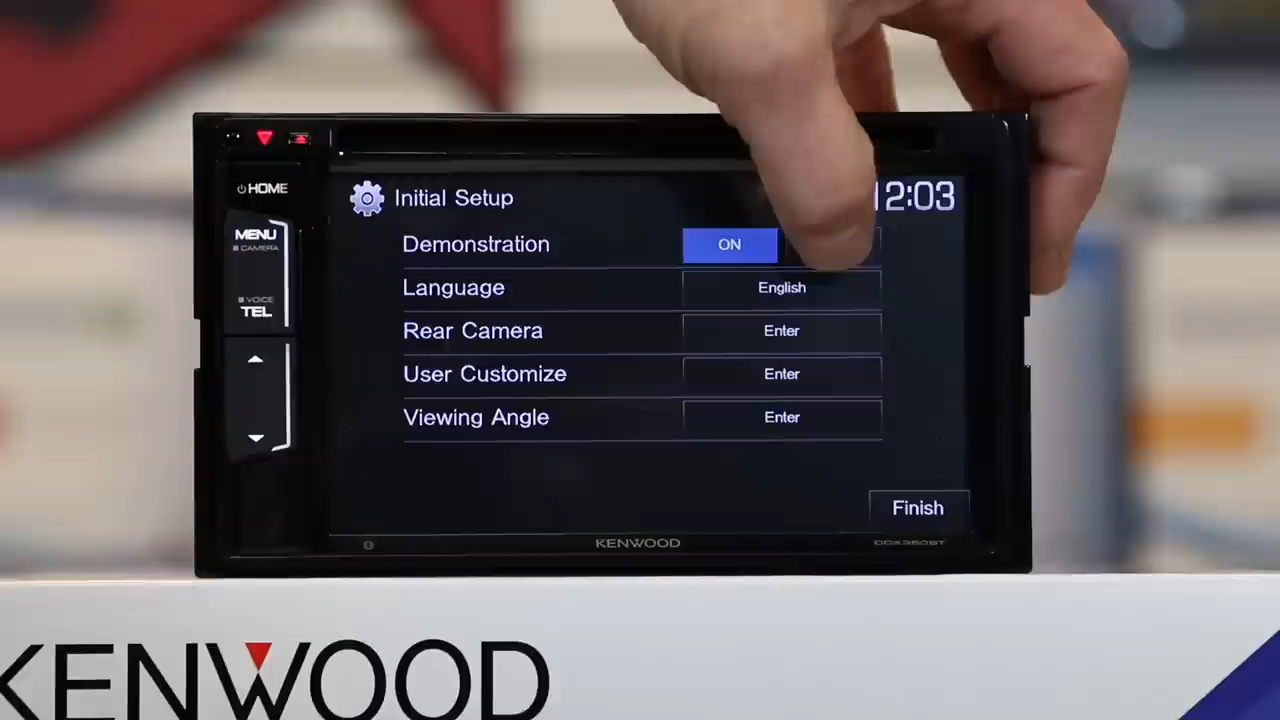 HOME
MENU
CAMERA
VOICE
TEL
Initial Setup
12:03
Demonstration ON
Language English
Rear Camera Enter
User Customize Enter
Viewing Angle Enter
Finish
KENWOOD
KENWOOD